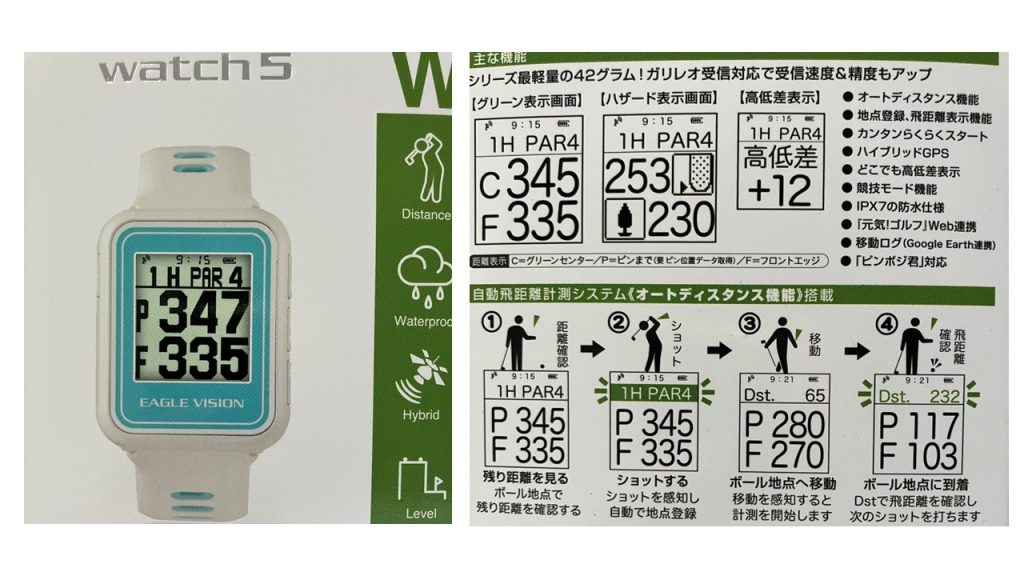 watch 5
W
9:15
1H PAR 4
P 347
F 335
EAGLE VISION
Distance
Waterproo
Hybrid
Level
主な機能
シリーズ最軽量の42グラム!ガリレオ受信対応で受信速度&精度もアップ
【グリーン表示画面】
9:15
1H PAR4
C 345
F 335
【ハザード表示画面】
9:15
1H PAR4
253
230
【高低差表示】
9:15
1H PAR4
高低差
+12
● オートディスタンス機能
● 地点登録、飛距離表示機能
● カンタンらくらくスタート
● ハイブリッドGPS
● どこでも高低差表示
● 競技モード機能
● IPX7の防水仕様
● 「元気!ゴルフ」Web連携
● 移動ログ(Google Earth連携)
● 「ピンポジ君」対応
距離表示 C=グリーンセンター/P=ピンまで(要 ピン位置データ取得)/F=フロントエッジ
自動飛距離計測システム《オートディスタンス機能》搭載
①
距離確認
9:15
1H PAR4
P 345
F 335
残り距離を見る
ボール地点で
残り距離を確認する
②
ショット
9:15
1H PAR4
P 345
F 335
ショットする
ショットを感知し
自動で地点登録
③
移動
9:21
Dst. 65
P 280
F 270
ボール地点へ移動
移動を感知すると
計測を開始します
④
飛距離
確認
9:21
Dst. 232
P 117
F 103
ボール地点に到着
Dstで飛距離を確認し
次のショットを打ちます